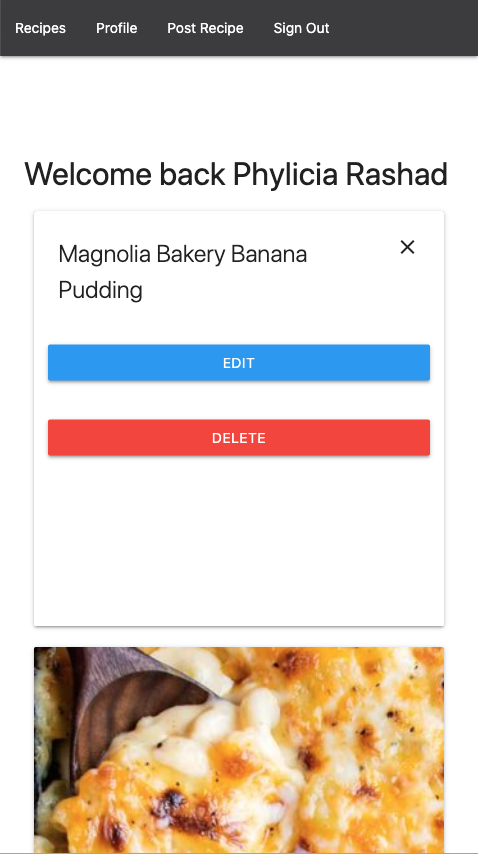 Recipes Profile Post Recipe Sign Out
Welcome back Phylicia Rashad
Magnolia Bakery Banana
Pudding
EDIT
DELETE